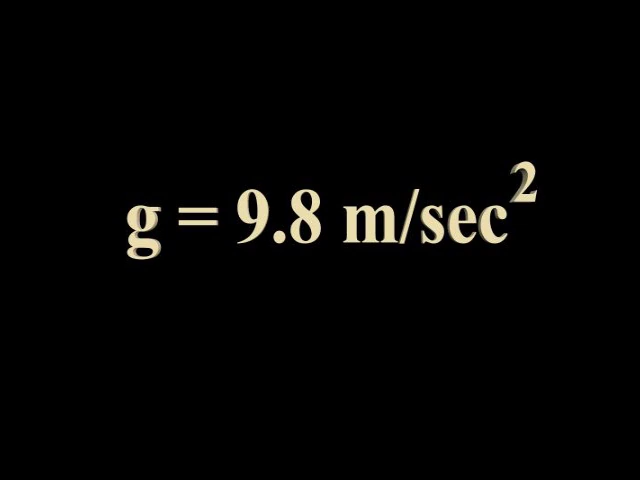 g = 9.8 m/sec²